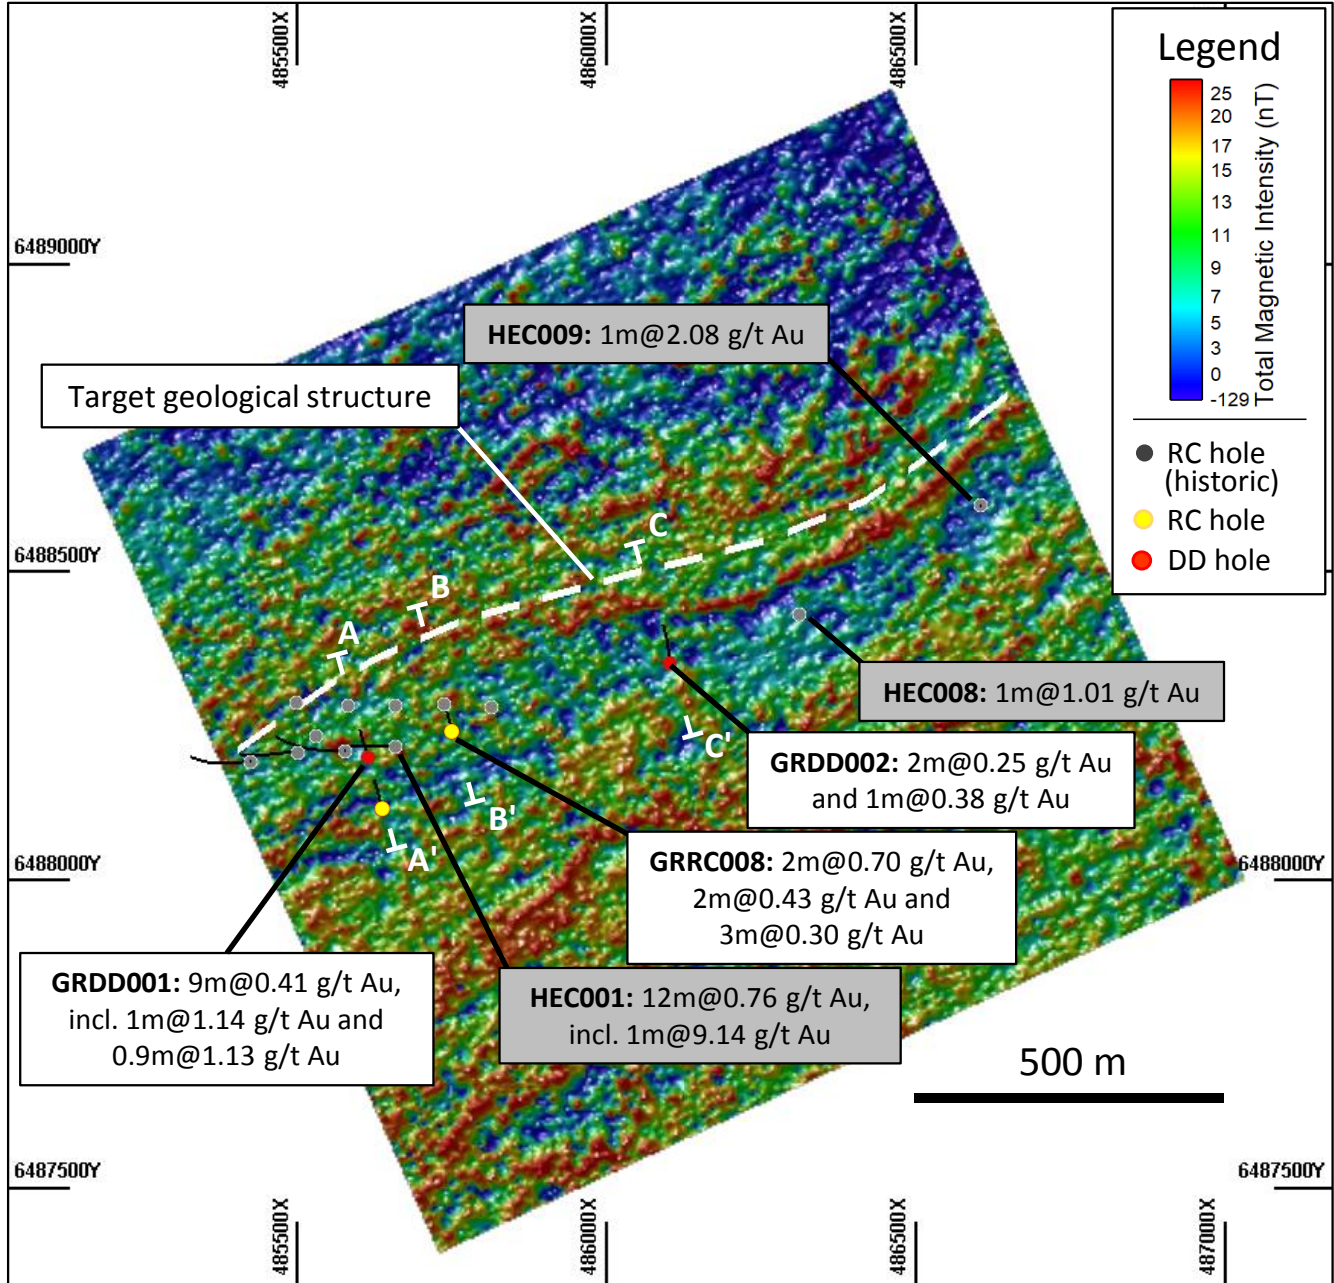 485500X
486000X
486500X
Legend
25
20
17
15
13
11
9
7
5
3
0
-129
Total Magnetic Intensity (nT)
RC hole
(historic)
RC hole
DD hole
6489000Y
HEC009: 1m@2.08 g/t Au
Target geological structure
6488500Y
C
B
A
HEC008: 1m@1.01 g/t Au
C'
GRDD002: 2m@0.25 g/t Au
and 1m@0.38 g/t Au
B'
A'
6488000Y
6488000Y
GRRC008: 2m@0.70 g/t Au,
2m@0.43 g/t Au and
3m@0.30 g/t Au
GRDD001: 9m@0.41 g/t Au,
incl. 1m@1.14 g/t Au and
0.9m@1.13 g/t Au
HEC001: 12m@0.76 g/t Au,
incl. 1m@9.14 g/t Au
500 m
6487500Y
6487500Y
485500X
486000X
486500X
487000X